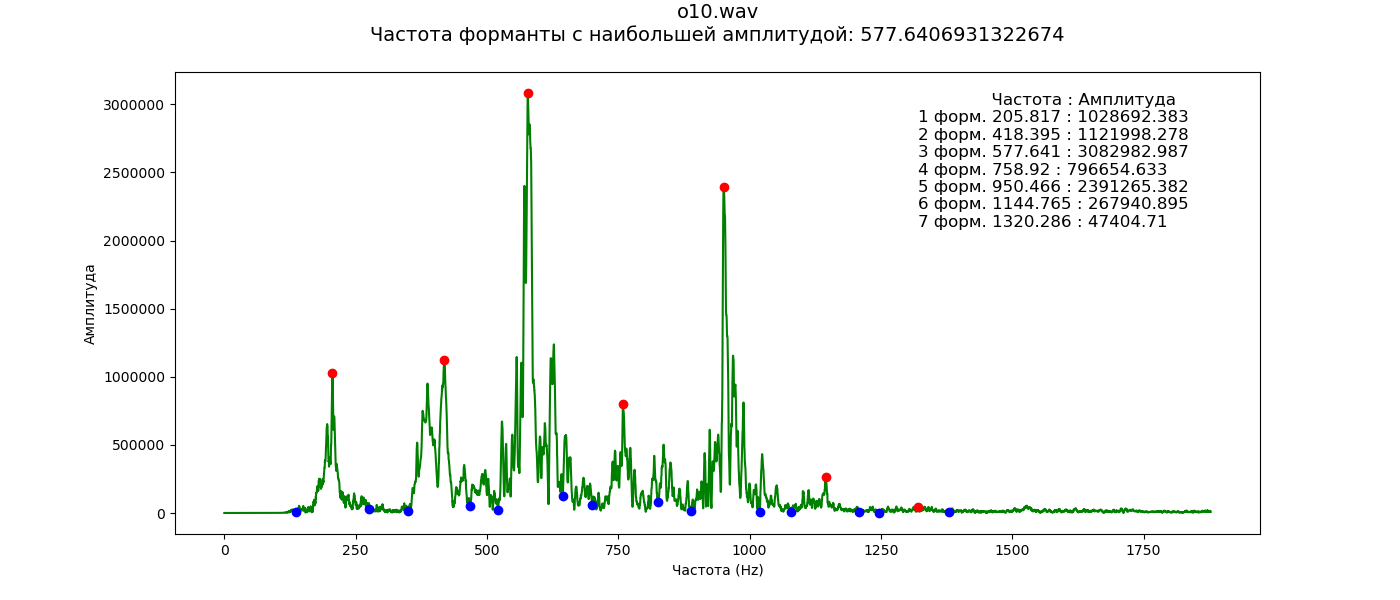 o10.wav
Частота форманты с наибольшей амплитудой: 577.6406931322674
Частота : Амплитуда
1 форм. 205.817 : 1028692.383
2 форм. 418.395 : 1121998.278
3 форм. 577.641 : 3082982.987
4 форм. 758.92 : 796654.633
5 форм. 950.466 : 2391265.382
6 форм. 1144.765 : 267940.895
7 форм. 1320.286 : 47404.71
Амплитуда
3000000
2500000
2000000
1500000
1000000
500000
0
0 250 500 750 1000 1250 1500 1750
Частота (Hz)